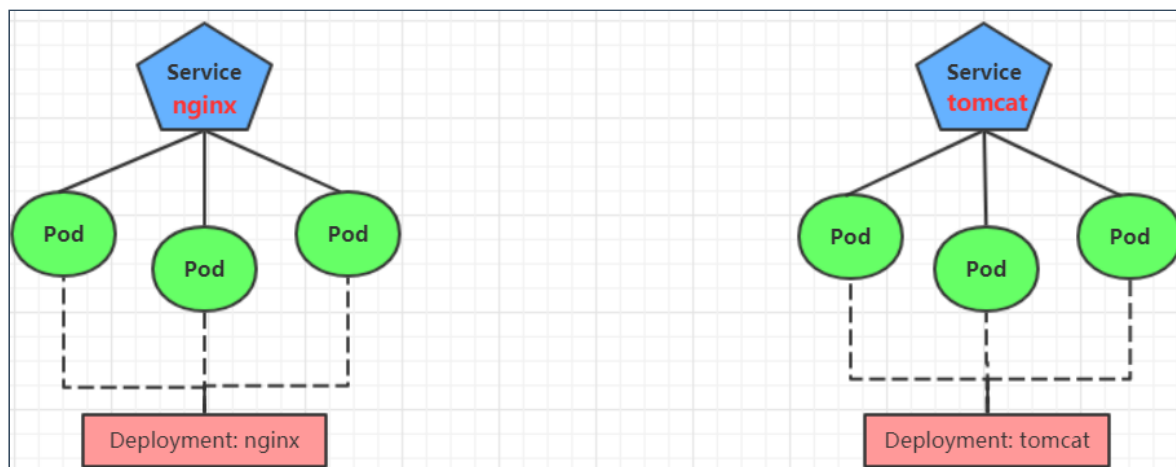 Service
nginx
Pod
Pod
Pod
Deployment: nginx
Service
tomcat
Pod
Pod
Pod
Deployment: tomcat